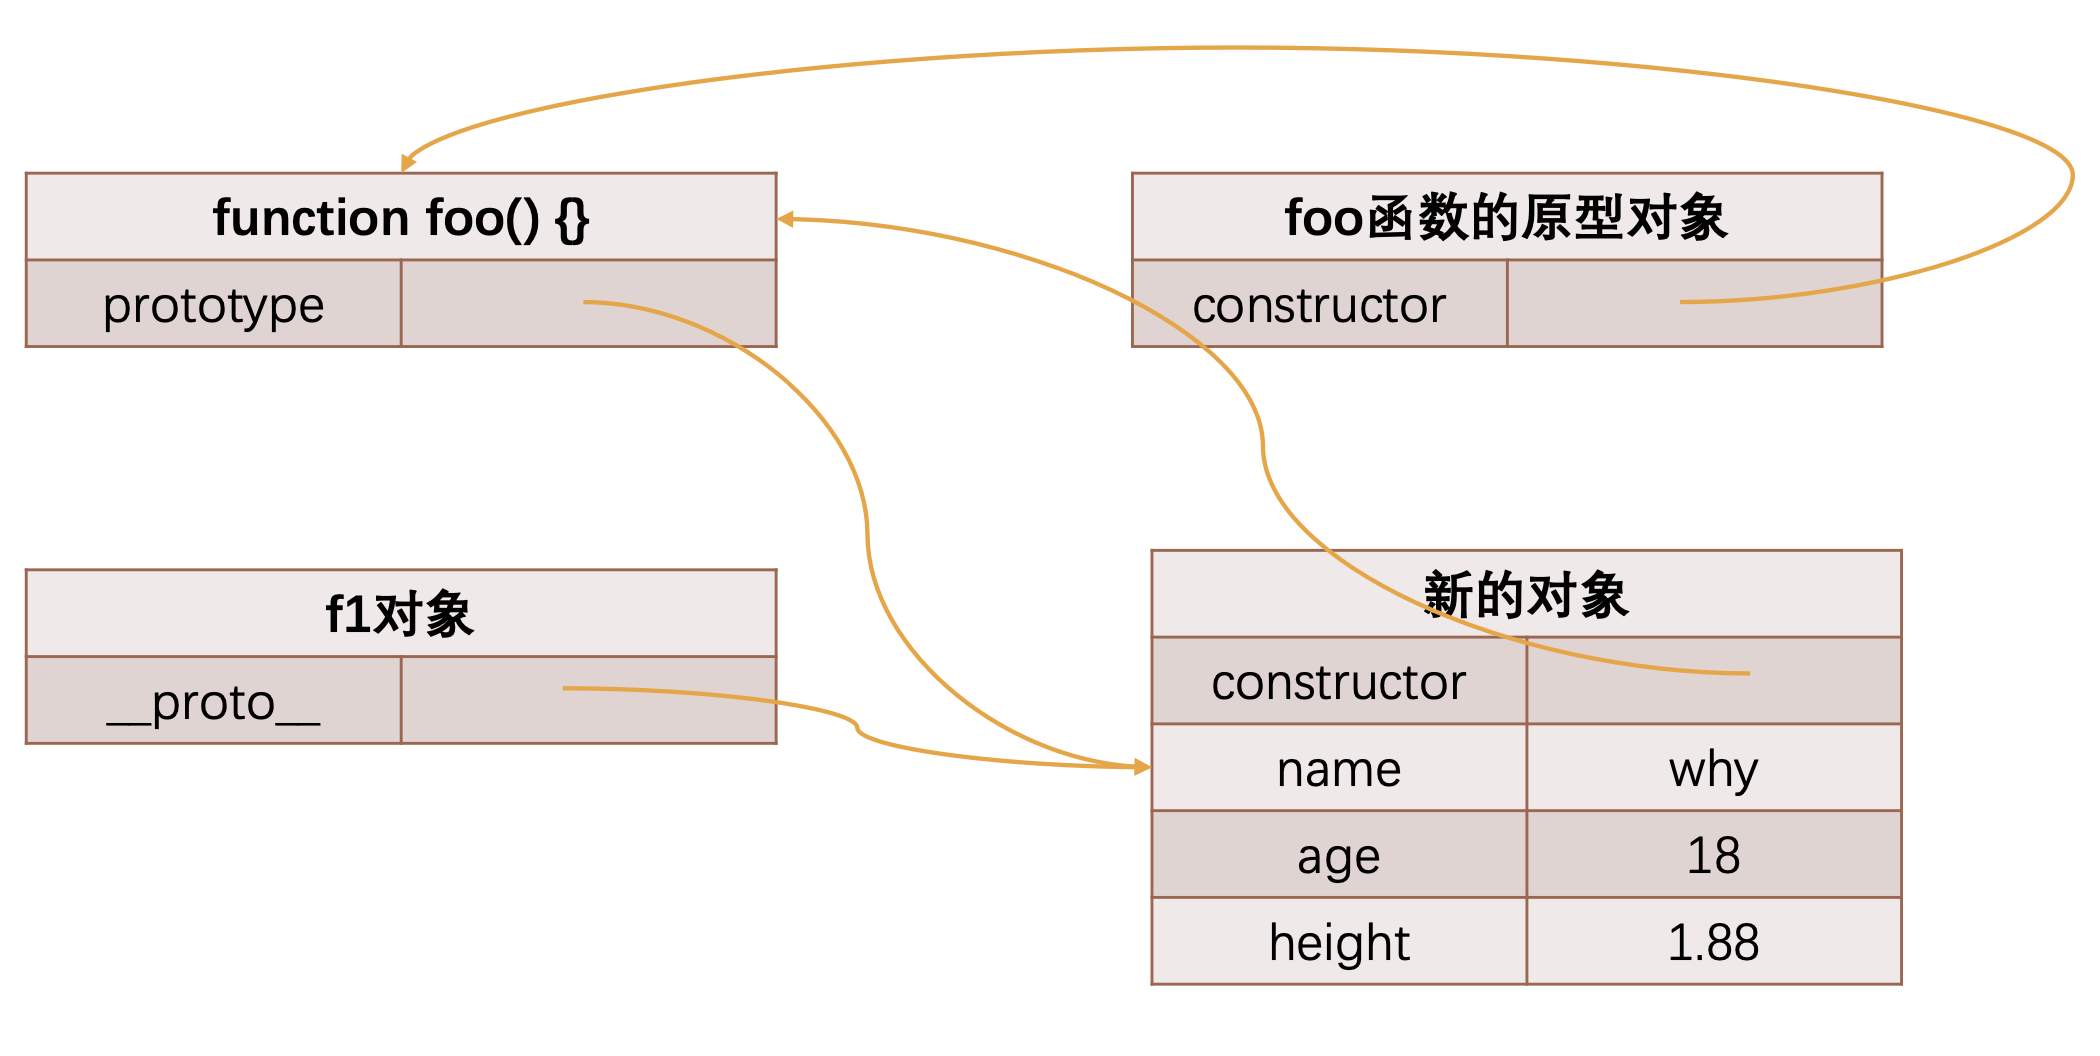 function foo() {}
prototype
foo函数的原型对象
constructor
f1对象
__proto__
新的对象
constructor
name why
age 18
height 1.88